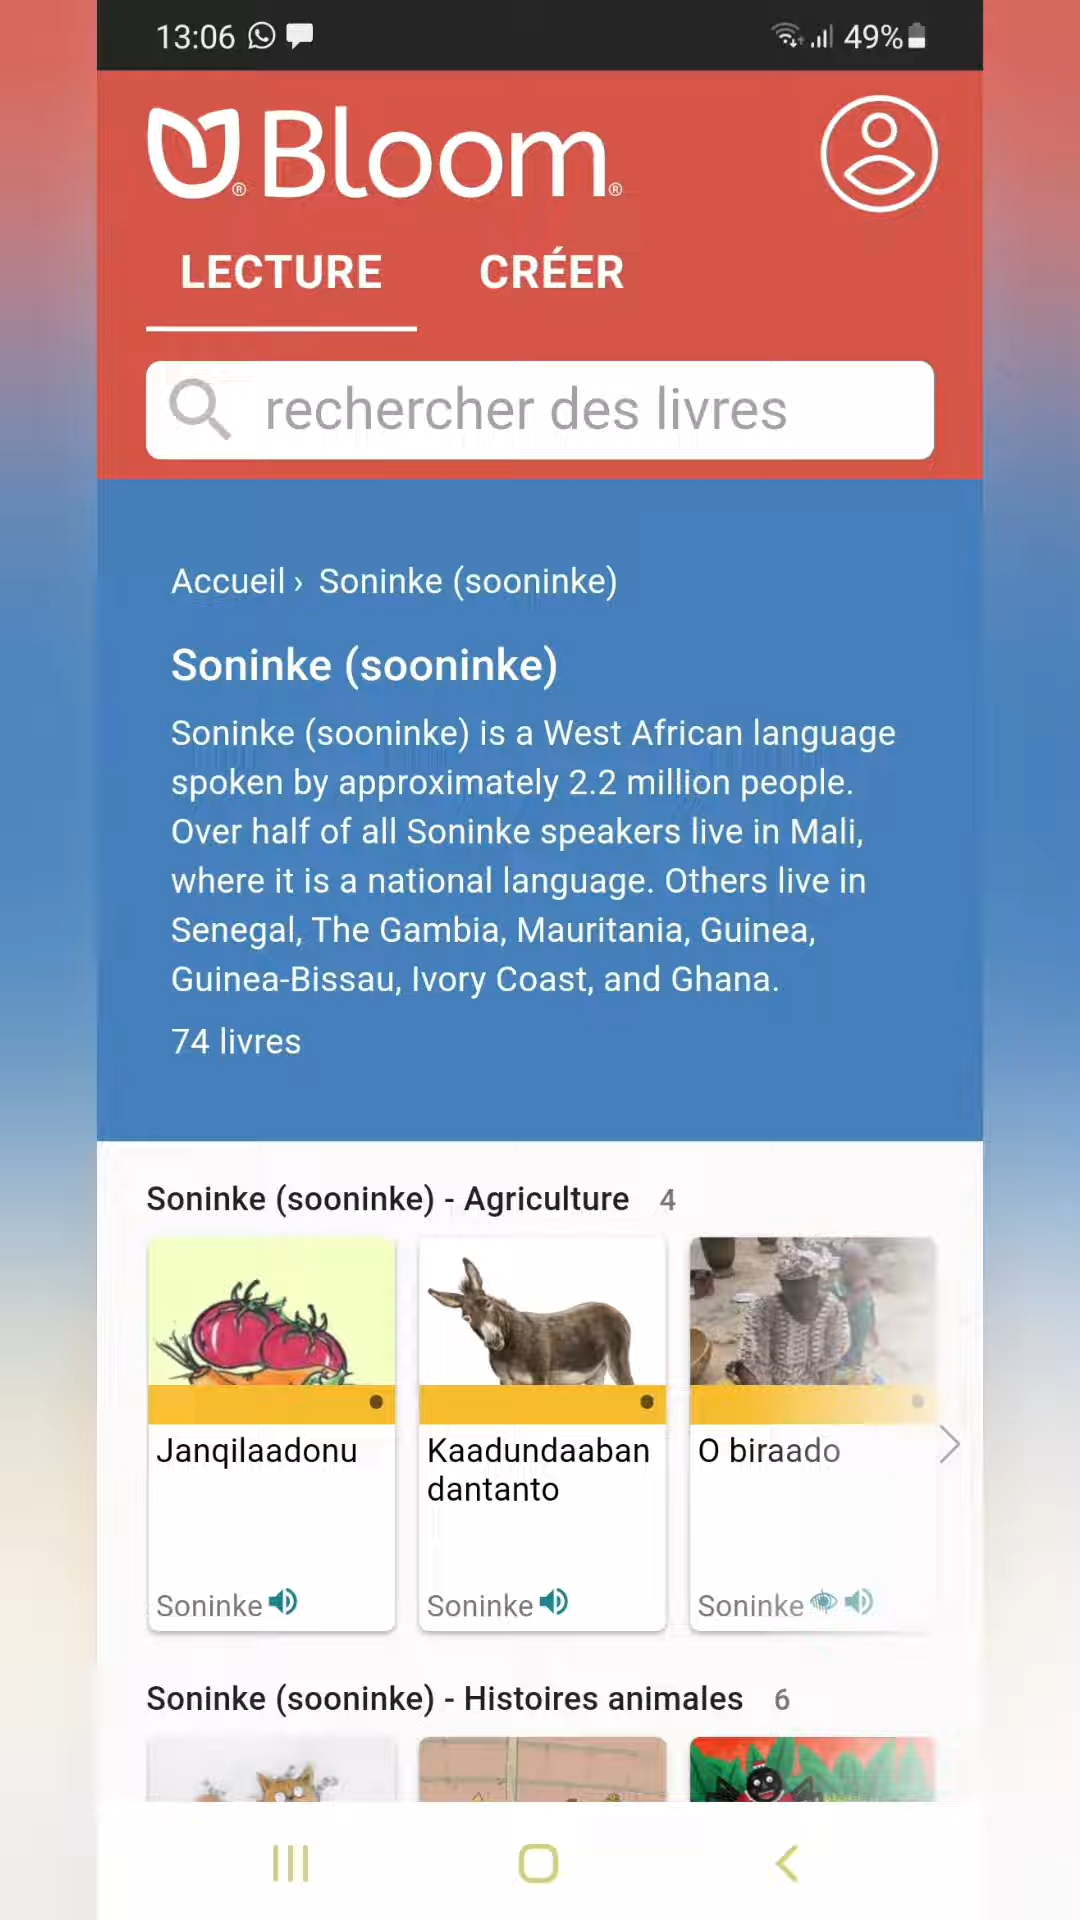 13:06
49%
Bloom
LECTURE CRÉER
rechercher des livres
Accueil › Soninke (sooninke)
Soninke (sooninke)
Soninke (sooninke) is a West African language
spoken by approximately 2.2 million people.
Over half of all Soninke speakers live in Mali,
where it is a national language. Others live in
Senegal, The Gambia, Mauritania, Guinea,
Guinea-Bissau, Ivory Coast, and Ghana.
74 livres
Soninke (sooninke) - Agriculture 4
Janqilaadonu
Soninke
Kaadundaaban
dantanto
Soninke
O biraado
Soninke
Soninke (sooninke) - Histoires animales 6